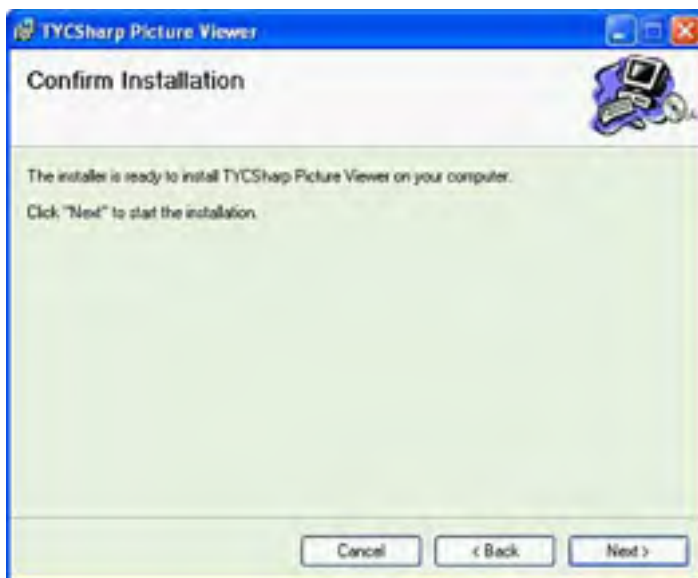 TYCSharp Picture Viewer
Confirm Installation
The installer is ready to install TYCSharp Picture Viewer on your computer.
Click "Next" to start the installation.
Cancel
< Back
Next >